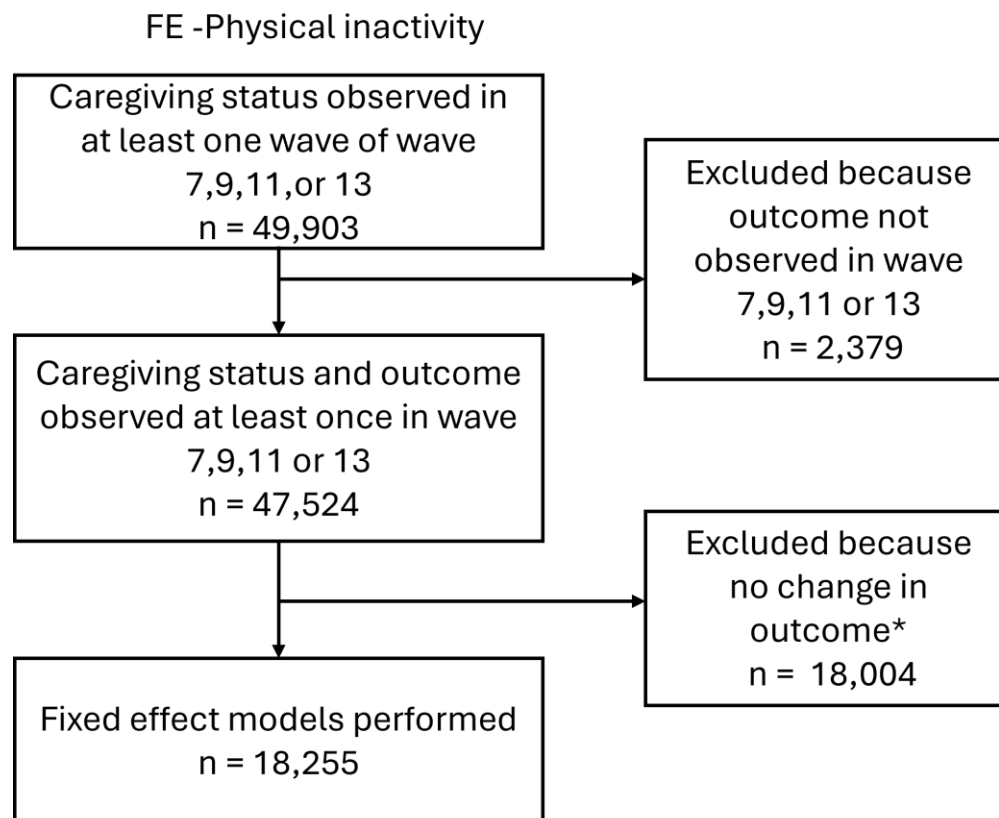 FE -Physical inactivity
Caregiving status observed in
at least one wave of wave
7,9,11,or 13
n = 49,903
Excluded because
outcome not
observed in wave
7,9,11 or 13
n = 2,379
Caregiving status and outcome
observed at least once in wave
7,9,11 or 13
n = 47,524
Excluded because
no change in
outcome*
n =  18,004
Fixed effect models performed
n = 18,255